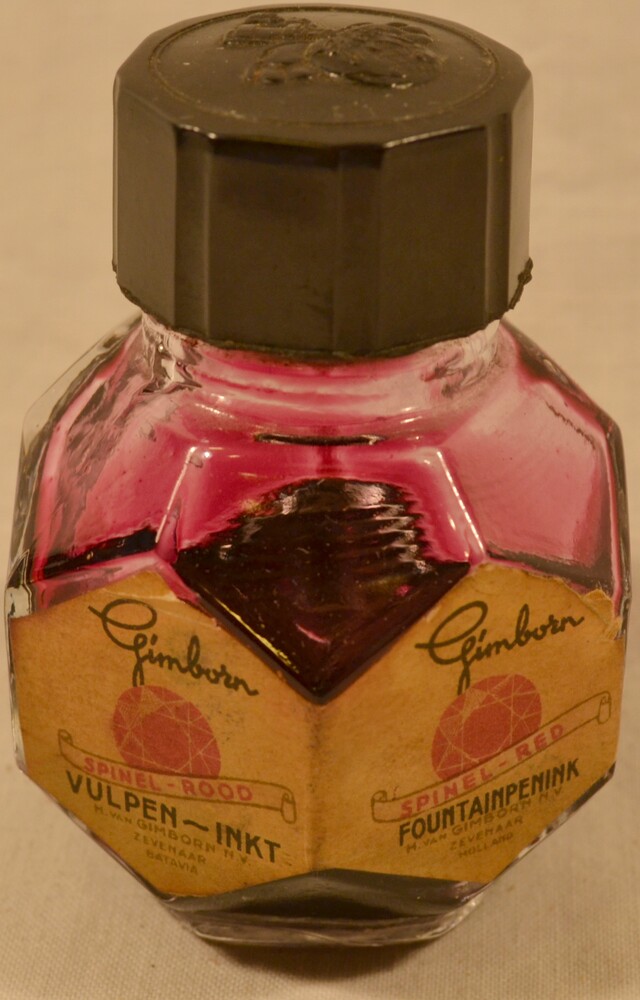 Gimborn
SPINEL-ROOD
VULPEN~INKT
H. VAN GIMBORN N.V.
ZEVENAAR
BATAVIA
Gimborn
SPINEL-RED
FOUNTAINPENINK
H. VAN GIMBORN N.V.
ZEVENAAR
HOLLAND